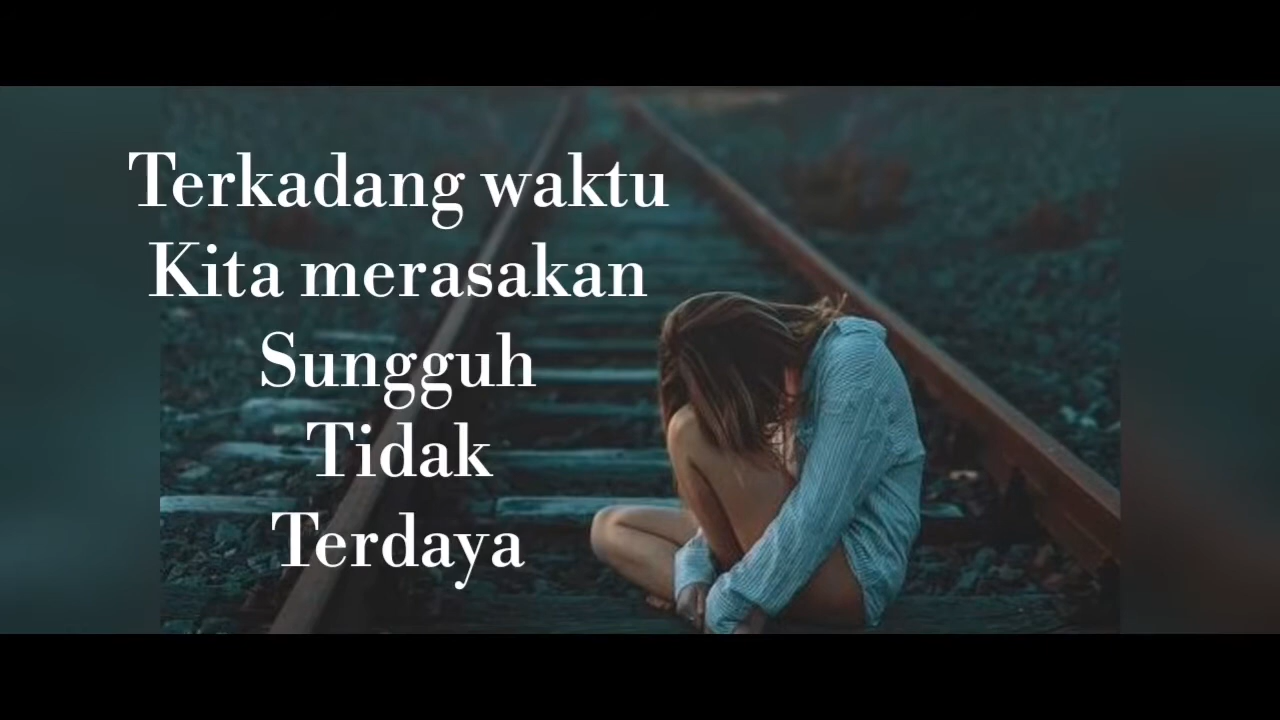 Terkadang waktu
Kita merasakan
Sungguh
Tidak
Terdaya